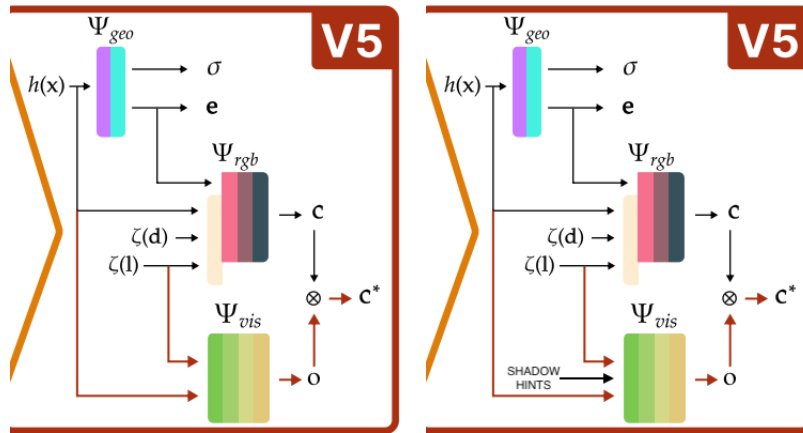 Ψgeo
V5
h(x)
σ
e
Ψrgb
c
ζ(d)
ζ(l)
⊗
c*
Ψvis
o
Ψgeo
V5
h(x)
σ
e
Ψrgb
c
ζ(d)
ζ(l)
⊗
c*
Ψvis
SHADOW
HINTS
o